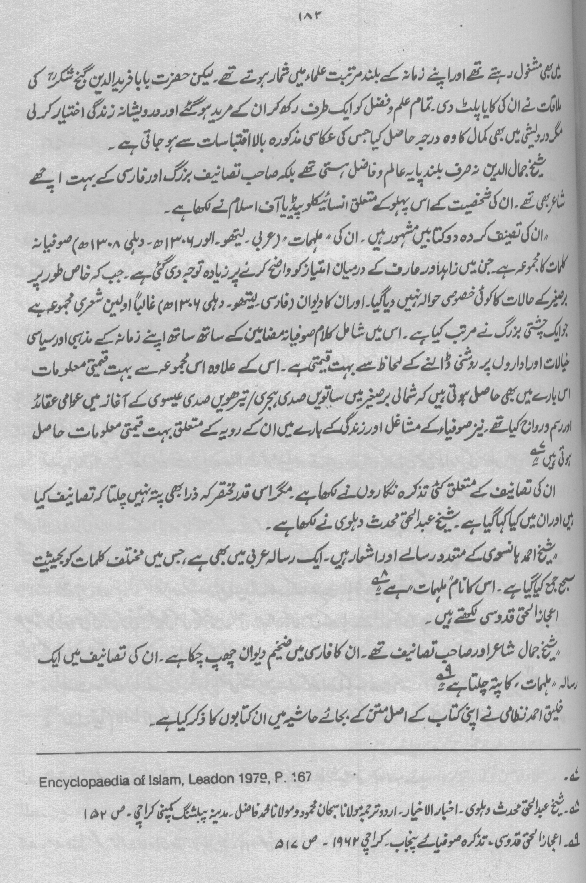 ۱۸۳
میں بھی مشغول رہتے تھے اور اپنے زمانہ کے بلند مرتبت علماء میں شمار ہوتے تھے۔ لیکن حضرت بابا فرید الدین گنج شکرؒ کی
ملاقات نے ان کی کایا پلٹ دی۔ تمام علم و فضل کو ایک طرف رکھ کر ان کے مرید ہو گئے اور درویشانہ زندگی اختیار کر لی
مگر درویشی میں بھی کمال کا وہ درجہ حاصل کیا جس کی عکاسی مذکورہ بالا اقتباسات سے ہو جاتی ہے۔
شیخ جمال الدین نہ صرف بلند پایہ عالم و فاضل ہستی تھے بلکہ صاحب تصانیف بزرگ اور فارسی کے بہت اچھے
شاعر بھی تھے۔ ان کی شخصیت کے اس پہلو کے متعلق انسائیکلوپیڈیا آف اسلام نے لکھا ہے۔
"ان کی تصنیف کردہ دو کتابیں مشہور ہیں۔ ان کی "ملہمات" (عربی۔ لیتھو۔ الور ۱۳۰۶ھ۔ دہلی ۱۳۰۸ھ) صوفیانہ
کلمات کا مجموعہ ہے۔ جن میں زاہد اور عارف کے درمیان امتیاز کو واضح کرنے پر زیادہ توجہ دی گئی ہے۔ جب کہ خاص طور پر
برصغیر کے حالات کا کوئی خصوصی حوالہ نہیں دیا گیا۔ اور ان کا دیوان (فارسی۔ لیتھو۔ دہلی ۱۳۰۶ھ) غالباً اولین شعری مجموعہ ہے
جو ایک چشتی بزرگ نے مرتب کیا ہے۔ اس میں شامل کلام صوفیانہ مضامین کے ساتھ ساتھ اپنے زمانہ کے مذہبی اور سیاسی
خیالات اور اداروں پر روشنی ڈالنے کے لحاظ سے بہت قیمتی ہے۔ اس کے علاوہ اس مجموعہ سے بہت قیمتی معلومات
اس بارے میں بھی حاصل ہوتی ہیں کہ شمالی برصغیر میں ساتویں صدی ہجری/تیرھویں صدی عیسوی کے آغاز میں عوامی عقائد
اور رسم و رواج کیا تھے۔ نیز صوفیاء کے مشاغل اور زندگی کے بارے میں ان کے رویہ کے متعلق بہت قیمتی معلومات حاصل
ہوتی ہیں ۷
ان کی تصانیف کے متعلق کئی تذکرہ نگاروں نے لکھا ہے مگر اسی قدر مختصر کہ ذرا بھی پتہ نہیں چلتا کہ تصانیف کیا
ہیں اور ان میں کیا کہا گیا ہے۔ شیخ عبدالحق محدث دہلوی نے لکھا ہے۔
"شیخ احمد ہانسوی کے متعدد رسالے اور اشعار ہیں۔ ایک رسالہ عربی میں بھی ہے، جس میں مختلف کلمات کو بحیثیت
سجع جمع کیا گیا ہے۔ اس کا نام ملہمات ہے ۸
اعجاز الحق قدوسی لکھتے ہیں۔
"شیخ جمال شاعر اور صاحب تصانیف تھے۔ ان کا فارسی میں ضخیم دیوان چھپ چکا ہے۔ ان کی تصانیف میں ایک
رسالہ "ملہمات" کا پتہ چلتا ہے ۹
خلیق احمد نظامی نے اپنی کتاب کے اصل متن کے بجائے حاشیہ میں ان کتابوں کا ذکر کیا ہے۔
۷۔ Encyclopaedia of Islam, Leadon 1979, P. 167
۸۔ شیخ عبدالحق محدث دہلوی۔ اخبار الاخیار۔ اردو ترجمہ مولانا سبحان محمود و مولانا محمد فاضل۔ مدینہ پبلشنگ کمپنی کراچی۔ ص ۱۵۲
۹۔ اعجاز الحق قدوسی۔ تذکرہ صوفیائے پنجاب۔ کراچی ۱۹۶۲۔ ص ۵۱۷